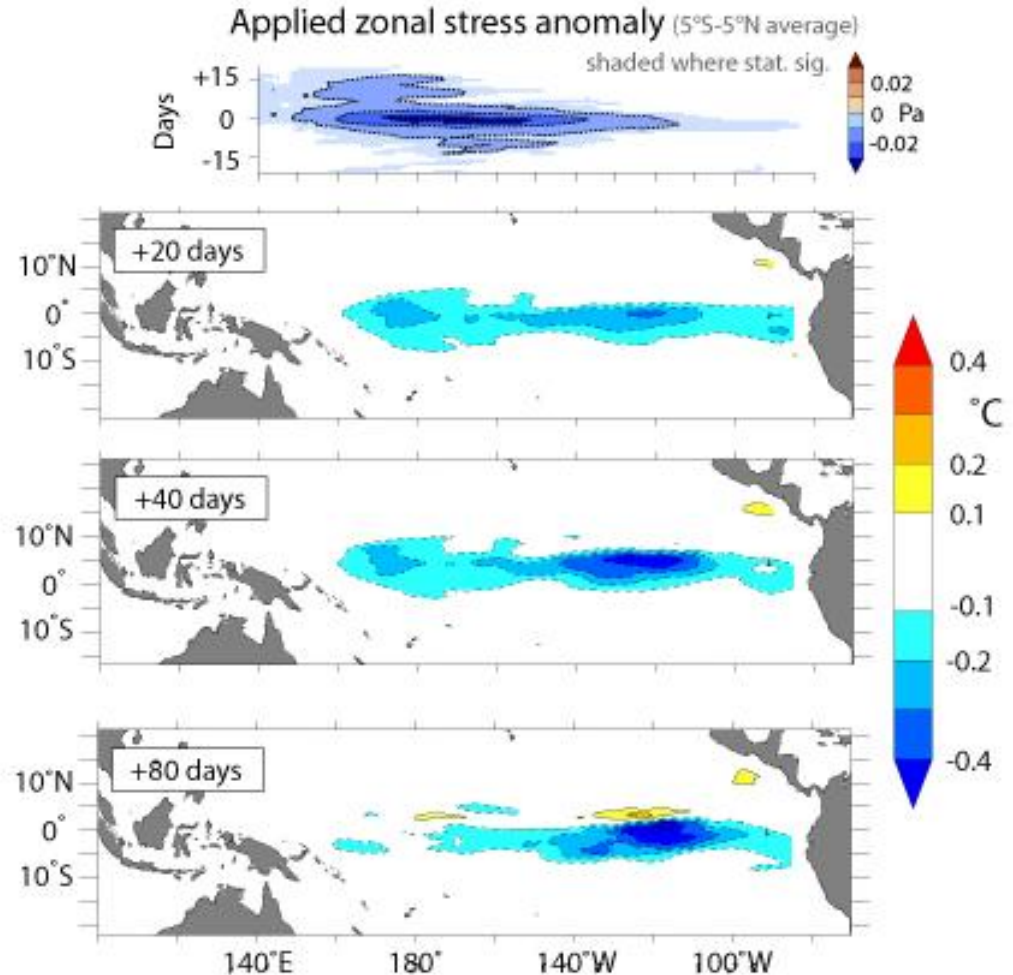 Applied zonal stress anomaly (5°S-5°N average)
shaded where stat. sig.
Days
+15
0
-15
0.02
0 Pa
-0.02
+20 days
10°N
0°
10°S
+40 days
10°N
0°
10°S
+80 days
10°N
0°
10°S
140°E 180° 140°W 100°W
0.4
°C
0.2
0.1
-0.1
-0.2
-0.4